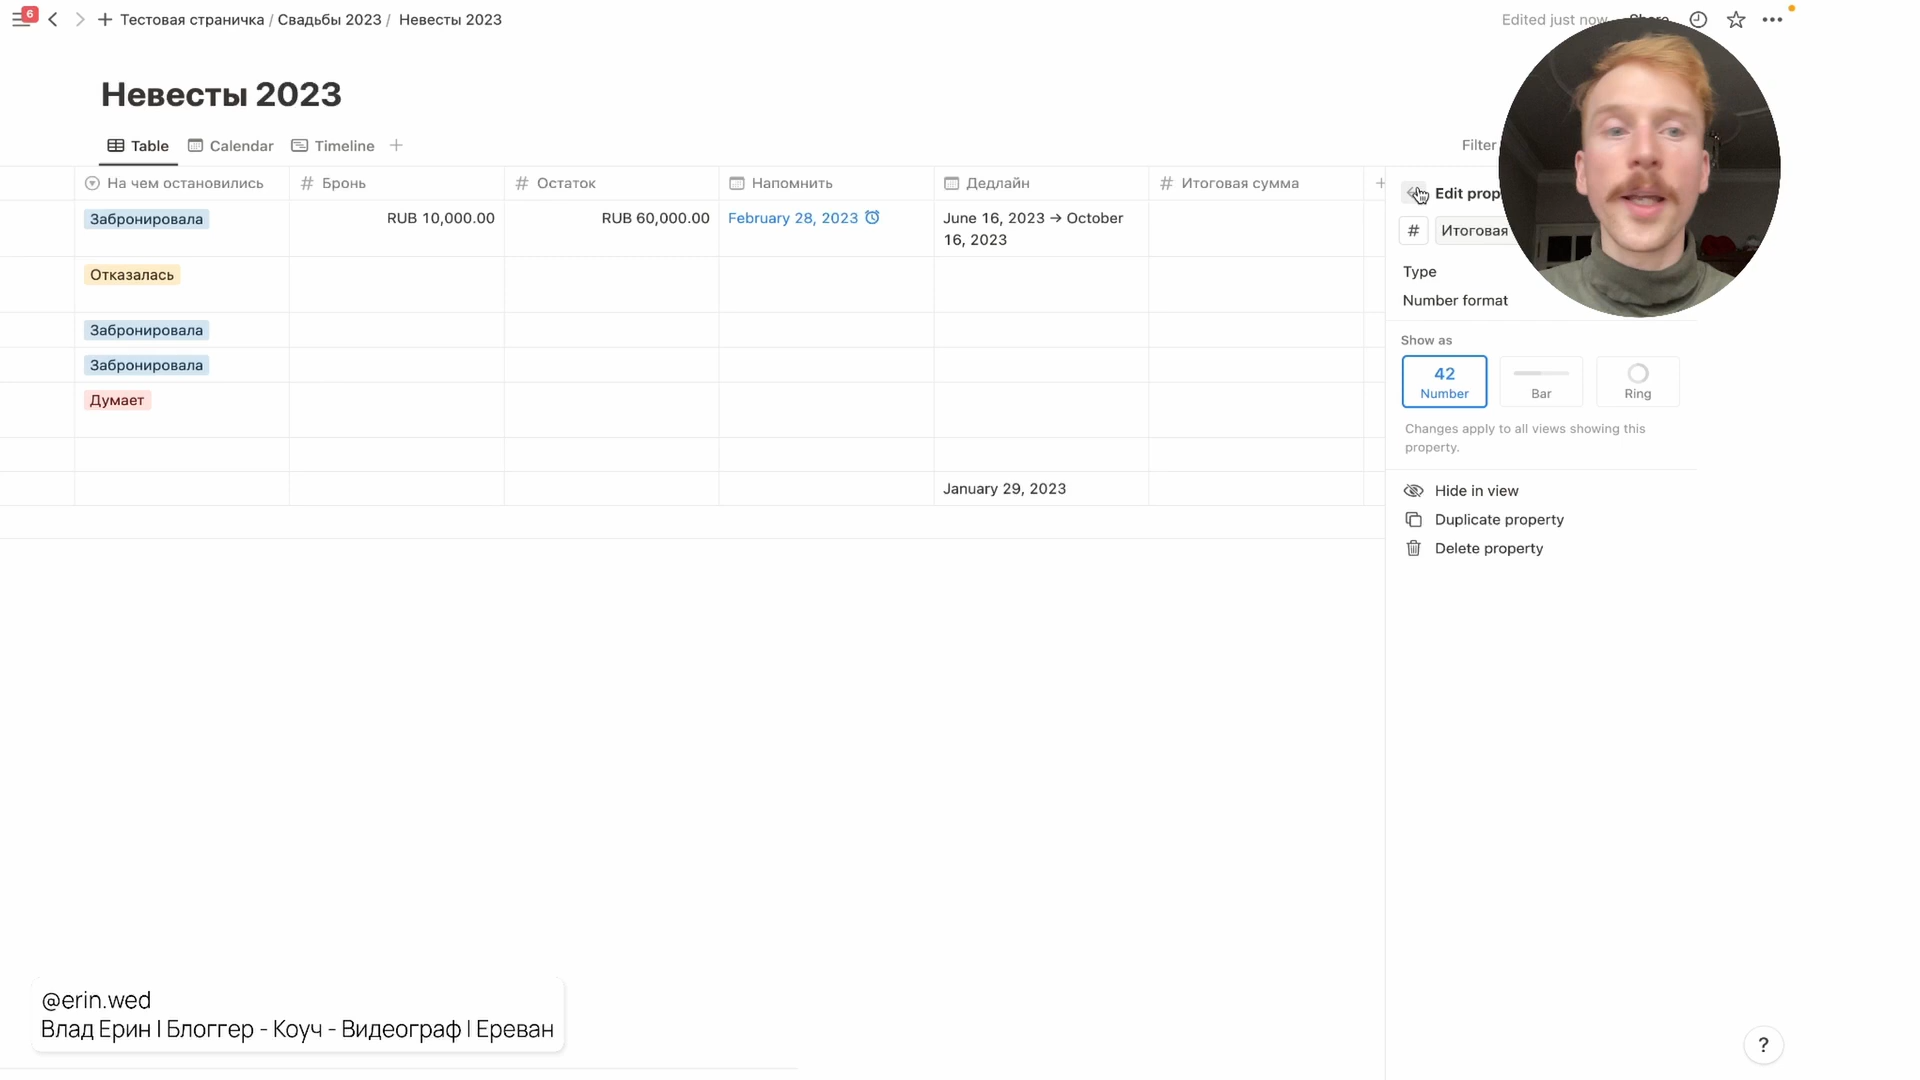 6
Тестовая страничка / Свадьбы 2023 / Невесты 2023
Edited just now
Share
Невесты 2023
Table
Calendar
Timeline
Filter
На чем остановились
Бронь
Остаток
Напомнить
Дедлайн
Итоговая сумма
Забронировала
RUB 10,000.00
RUB 60,000.00
February 28, 2023
June 16, 2023 → October
16, 2023
Отказалась
Забронировала
Забронировала
Думает
January 29, 2023
Edit prop
# Итоговая
Type
Number format
Show as
42
Number
Bar
Ring
Changes apply to all views showing this
property.
Hide in view
Duplicate property
Delete property
@erin.wed
Влад Ерин | Блоггер - Коуч - Видеограф | Ереван
?